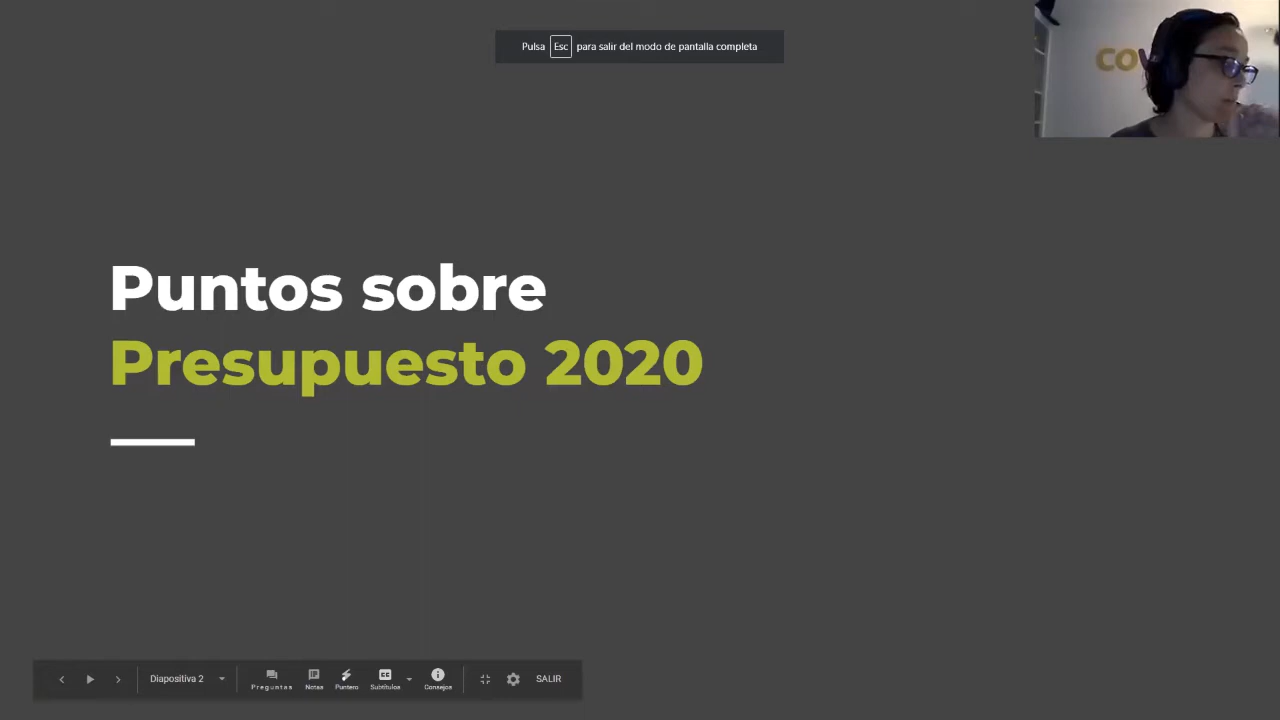 Pulsa Esc para salir del modo de pantalla completa
CO
Puntos sobre
Presupuesto 2020
Diapositiva 2
Preguntas
Notas
Puntero
Subtítulos
Consejos
SALIR